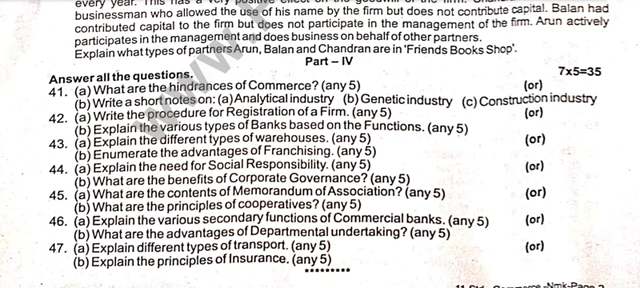 every year. This has a very positive effect on the goodwill of the firm.
businessman who allowed the use of his name by the firm but does not contribute capital. Balan had
contributed capital to the firm but does not participate in the management of the firm. Arun actively
participates in the management and does business on behalf of other partners.
Explain what types of partners Arun, Balan and Chandran are in 'Friends Books Shop'.
Part – IV
Answer all the questions. 7x5=35
41. (a) What are the hindrances of Commerce? (any 5) (or)
(b) Write a short notes on: (a) Analytical industry (b) Genetic industry (c) Construction industry
42. (a) Write the procedure for Registration of a Firm. (any 5) (or)
(b) Explain the various types of Banks based on the Functions. (any 5)
43. (a) Explain the different types of warehouses. (any 5) (or)
(b) Enumerate the advantages of Franchising. (any 5)
44. (a) Explain the need for Social Responsibility. (any 5) (or)
(b) What are the benefits of Corporate Governance? (any 5)
45. (a) What are the contents of Memorandum of Association? (any 5) (or)
(b) What are the principles of cooperatives? (any 5)
46. (a) Explain the various secondary functions of Commercial banks. (any 5) (or)
(b) What are the advantages of Departmental undertaking? (any 5)
47. (a) Explain different types of transport. (any 5) (or)
(b) Explain the principles of Insurance. (any 5)
*********
11 Std Commerce-Nmk-Page